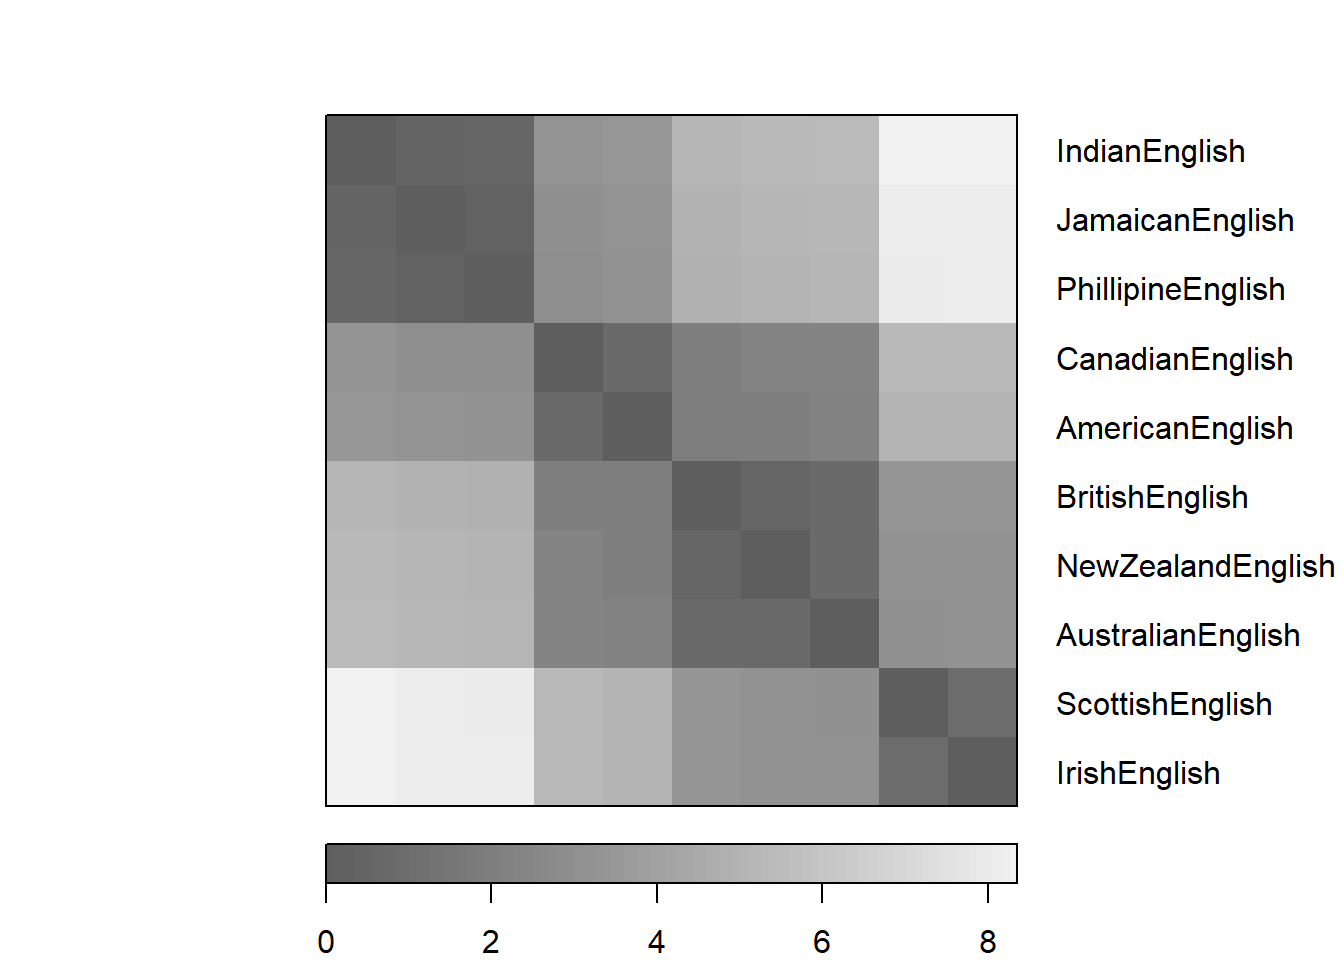 IndianEnglish
JamaicanEnglish
PhillipineEnglish
CanadianEnglish
AmericanEnglish
BritishEnglish
NewZealandEnglish
AustralianEnglish
ScottishEnglish
IrishEnglish
0 2 4 6 8